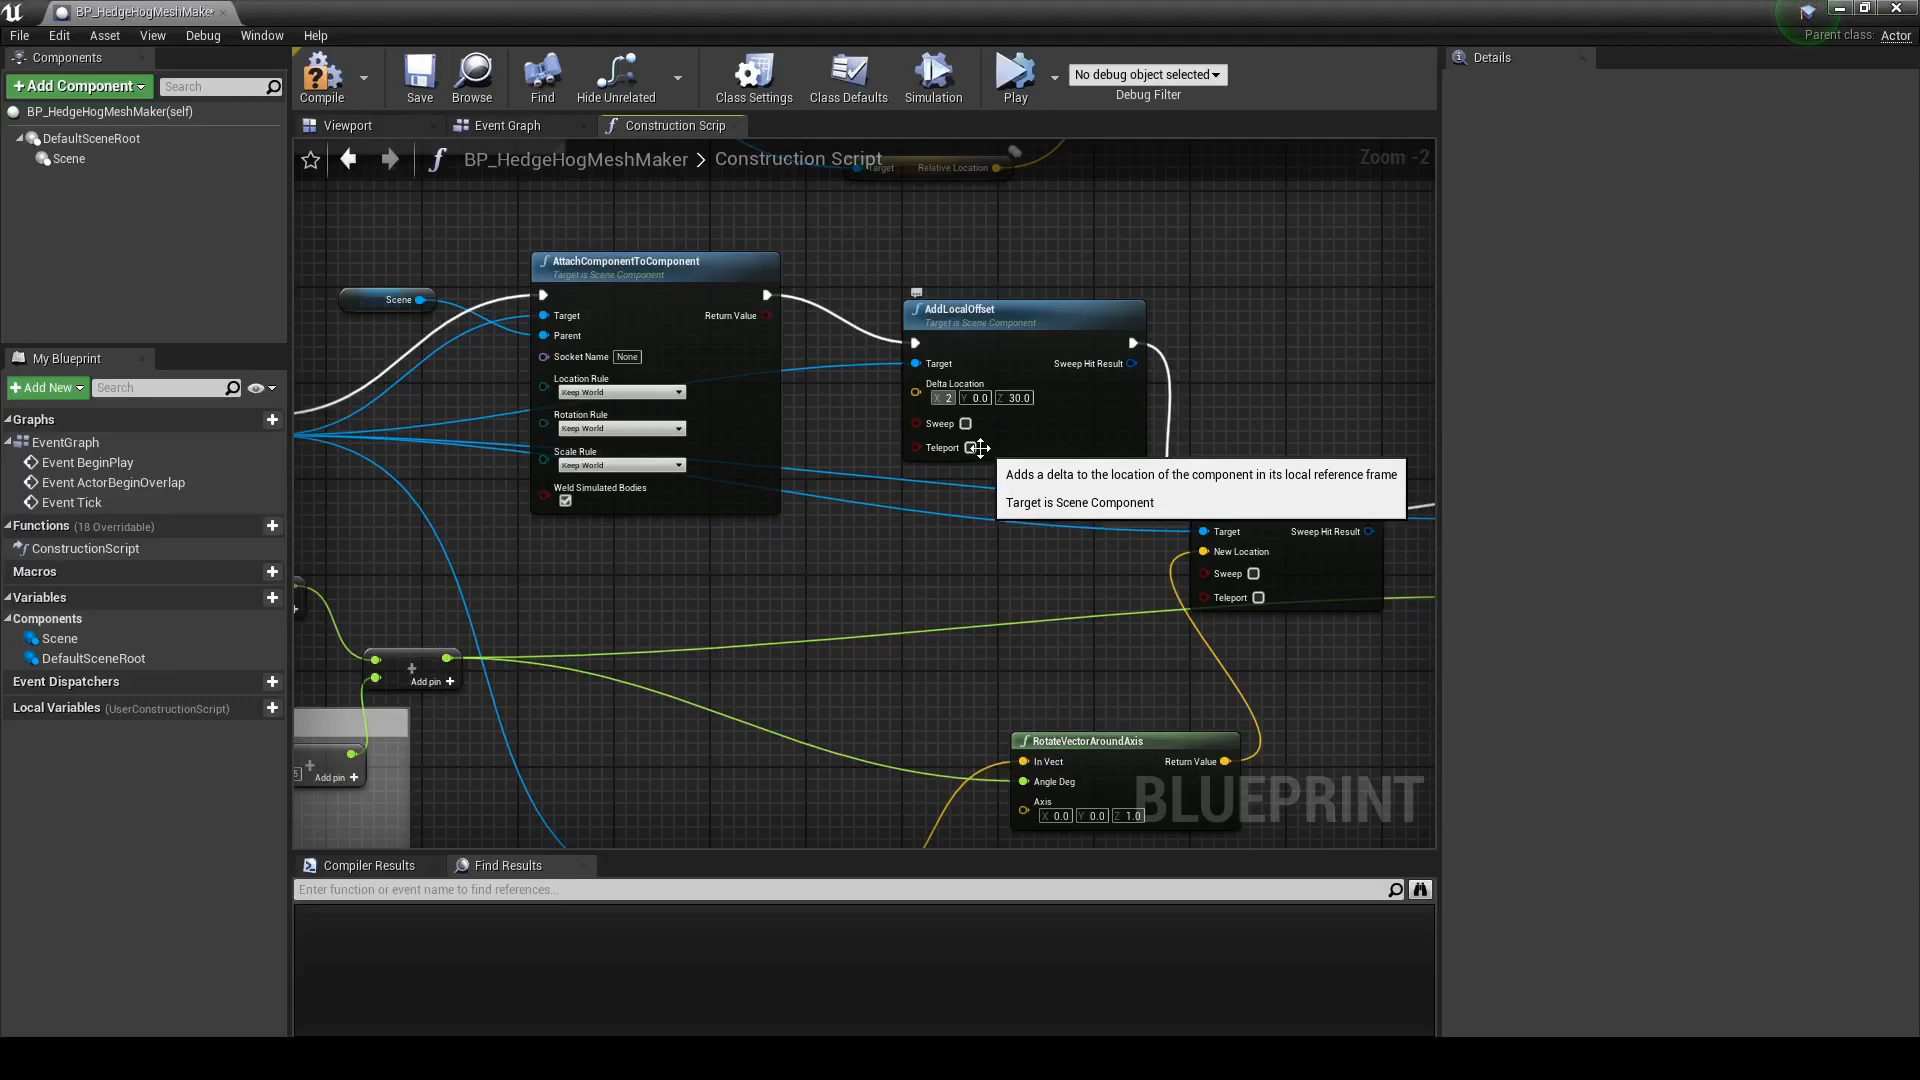 BP_HedgeHogMeshMake*
File Edit Asset View Debug Window Help
Parent class: Actor
Components
+Add Component
Search
BP_HedgeHogMeshMaker(self)
DefaultSceneRoot
Scene
Compile
Save
Browse
Find
Hide Unrelated
Class Settings
Class Defaults
Simulation
Play
No debug object selected
Debug Filter
Details
Viewport
Event Graph
Construction Scrip
BP_HedgeHogMeshMaker > Construction Script
Zoom -2
Target Relative Location
Scene
AttachComponentToComponent
Target is Scene Component
Target Return Value
Parent
Socket Name None
Location Rule
Keep World
Rotation Rule
Keep World
Scale Rule
Keep World
Weld Simulated Bodies
AddLocalOffset
Target is Scene Component
Target Sweep Hit Result
Delta Location
X 2 Y 0.0 Z 30.0
Sweep
Teleport
Adds a delta to the location of the component in its local reference frame
Target is Scene Component
Target Sweep Hit Result
New Location
Sweep
Teleport
Add pin +
Add pin +
RotateVectorAroundAxis
In Vect Return Value
Angle Deg
Axis
X 0.0 Y 0.0 Z 1.0
BLUEPRINT
My Blueprint
+Add New
Search
Graphs
EventGraph
Event BeginPlay
Event ActorBeginOverlap
Event Tick
Functions (18 Overridable)
ConstructionScript
Macros
Variables
Components
Scene
DefaultSceneRoot
Event Dispatchers
Local Variables (UserConstructionScript)
Compiler Results
Find Results
Enter function or event name to find references...